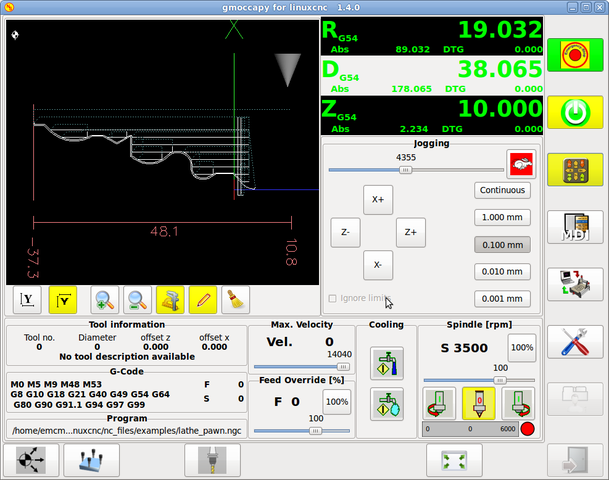 gmoccapy for linuxcnc 1.4.0
R G54 19.032
Abs 89.032 DTG 0.000
D G54 38.065
Abs 178.065 DTG 0.000
Z G54 10.000
Abs 2.234 DTG 0.000
X
48.1
-37.3
10.8
Jogging
4355
Continuous
X+
1.000 mm
Z-
Z+
0.100 mm
X-
0.010 mm
Ignore limits
0.001 mm
MDI
Y
Y
Tool information
Tool no. Diameter offset z offset x
0 0 0.000 0.000
No tool description available
G-Code
M0 M5 M9 M48 M53
G8 G10 G18 G21 G40 G49 G54 G64
G80 G90 G91.1 G94 G97 G99
F 0
S 0
Program
/home/emcm...nuxcnc/nc_files/examples/lathe_pawn.ngc
Max. Velocity
Vel. 0
14040
Feed Override [%]
F 0 100%
100
Cooling
Spindle [rpm]
S 3500 100%
100
0 0 6000